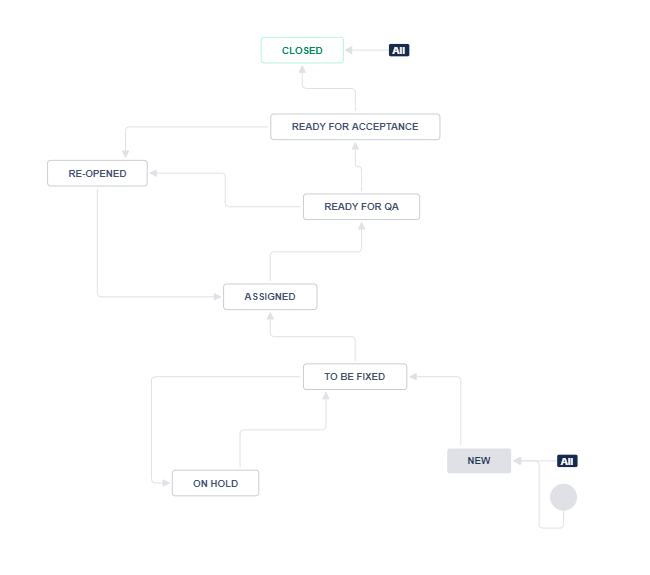 CLOSED
All
READY FOR ACCEPTANCE
RE-OPENED
READY FOR QA
ASSIGNED
TO BE FIXED
NEW
All
ON HOLD